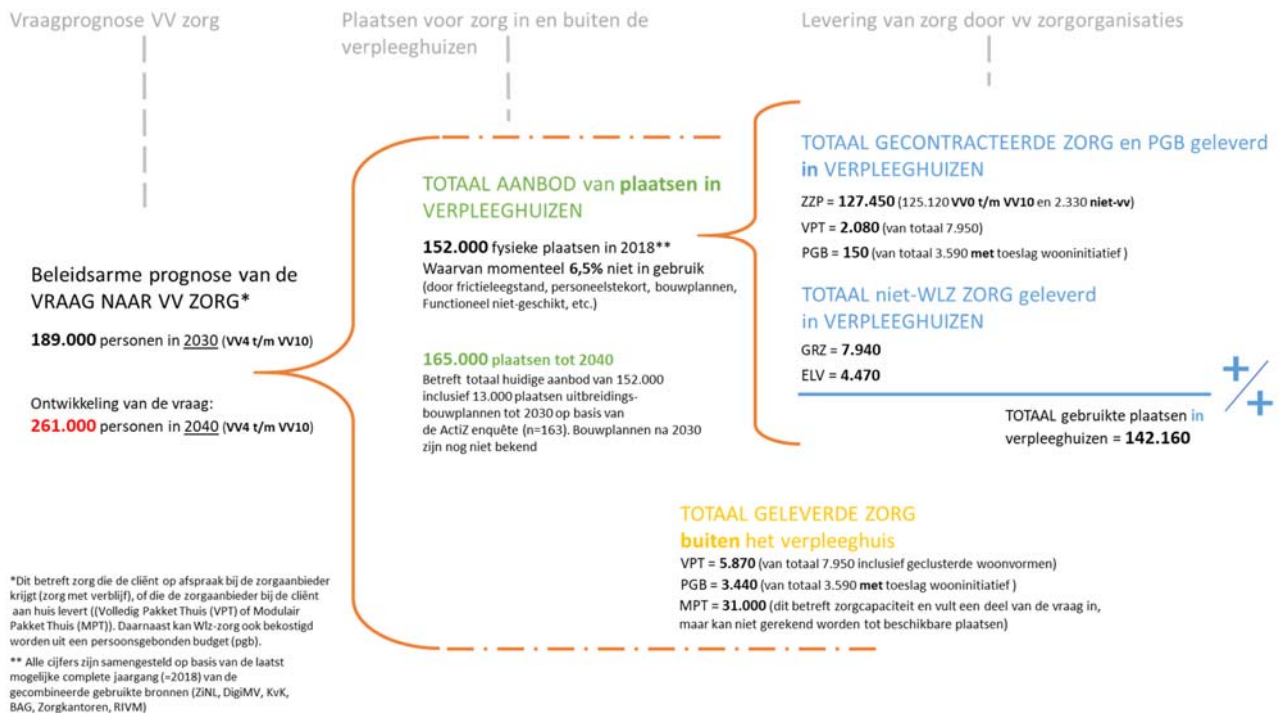 Vraagprognose VV zorg
Plaatsen voor zorg in en buiten de
verpleeghuizen
Levering van zorg door vv zorgorganisaties
Beleidsarme prognose van de
VRAAG NAAR VV ZORG*
189.000 personen in 2030 (VV4 t/m VV10)
Ontwikkeling van de vraag:
261.000 personen in 2040 (VV4 t/m VV10)
*Dit betreft zorg die de cliënt op afspraak bij de zorgaanbieder
krijgt (zorg met verblijf), of die de zorgaanbieder bij de cliënt
aan huis levert ((Volledig Pakket Thuis (VPT) of Modulair
Pakket Thuis (MPT)). Daarnaast kan Wlz-zorg ook bekostigd
worden uit een persoonsgebonden budget (pgb).
** Alle cijfers zijn samengesteld op basis van de laatst
mogelijke complete jaargang (=2018) van de
gecombineerde gebruikte bronnen (ZiNL, DigiMV, KvK,
BAG, Zorgkantoren, RIVM)
TOTAAL AANBOD van plaatsen in
VERPLEEGHUIZEN
152.000 fysieke plaatsen in 2018**
Waarvan momenteel 6,5% niet in gebruik
(door frictieleegstand, personeelstekort, bouwplannen,
Functioneel niet-geschikt, etc.)
165.000 plaatsen tot 2040
Betreft totaal huidige aanbod van 152.000
inclusief 13.000 plaatsen uitbreidings-
bouwplannen tot 2030 op basis van
de ActiZ enquête (n=163). Bouwplannen na 2030
zijn nog niet bekend
TOTAAL GECONTRACTEERDE ZORG en PGB geleverd
in VERPLEEGHUIZEN
ZZP = 127.450 (125.120 VV0 t/m VV10 en 2.330 niet-vv)
VPT = 2.080 (van totaal 7.950)
PGB = 150 (van totaal 3.590 met toeslag wooninitiatief )
TOTAAL niet-WLZ ZORG geleverd
in VERPLEEGHUIZEN
GRZ = 7.940
ELV = 4.470
+/+
TOTAAL gebruikte plaatsen in
verpleeghuizen = 142.160
TOTAAL GELEVERDE ZORG
buiten het verpleeghuis
VPT = 5.870 (van totaal 7.950 inclusief geclusterde woonvormen)
PGB = 3.440 (van totaal 3.590 met toeslag wooninitiatief )
MPT = 31.000 (dit betreft zorgcapaciteit en vult een deel van de vraag in,
maar kan niet gerekend worden tot beschikbare plaatsen)